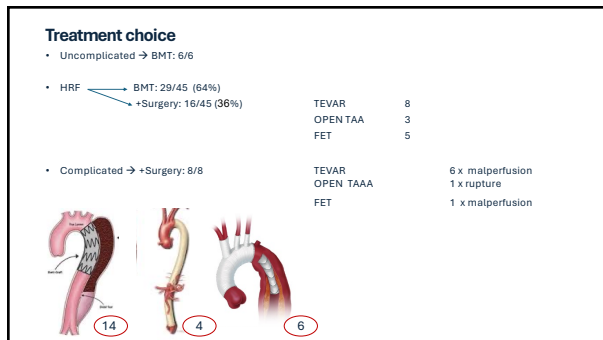 Treatment choice
• Uncomplicated → BMT: 6/6
• HRF BMT: 29/45 (64%)
+Surgery: 16/45 (36%)
TEVAR 8
OPEN TAA 3
FET 5
• Complicated → +Surgery: 8/8
TEVAR 6 x malperfusion
OPEN TAAA 1 x rupture
FET 1 x malperfusion
14
4
6